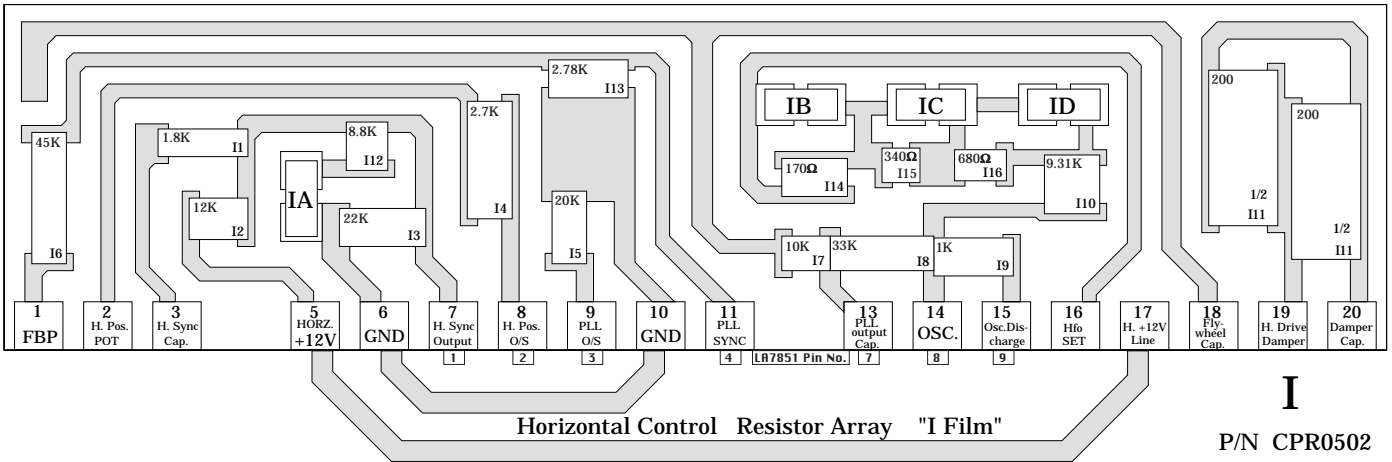 45K
I6
1.8K
I1
12K
I2
IA
8.8K
I12
22K
I3
2.7K
I4
2.78K
I13
20K
I5
IB
IC
ID
170Ω
I14
340Ω
I15
680Ω
I16
9.31K
I10
10K
I7
33K
I8
1K
I9
200
1/2
I11
200
1/2
I11
1
FBP
2
H. Pos.
POT
3
H. Sync
Cap.
5
HORZ.
+12V
6
GND
7
H. Sync
Output
1
8
H. Pos.
O/S
2
9
PLL
O/S
3
10
GND
11
PLL
SYNC
4
LA7851 Pin No.
13
PLL
output
Cap.
7
14
OSC.
8
15
Osc.Dis-
charge
9
16
Hfo
SET
17
H. +12V
Line
18
Fly-
wheel
Cap.
19
H. Drive
Damper
20
Damper
Cap.
Horizontal Control Resistor Array "I Film"
I
P/N CPR0502